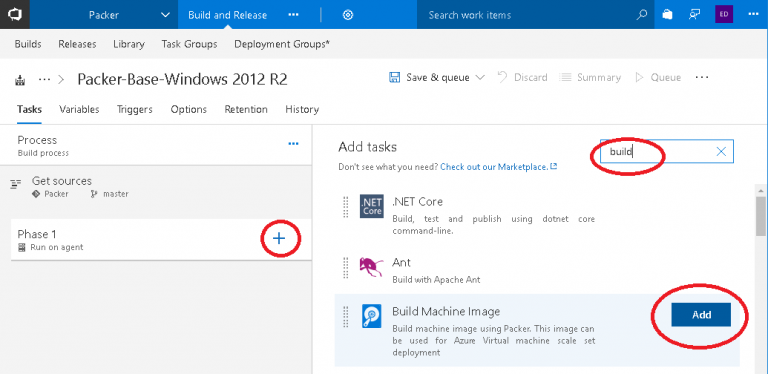 Packer
Build and Release
Search work items
ED
Builds Releases Library Task Groups Deployment Groups*
Packer-Base-Windows 2012 R2
Save & queue Discard Summary Queue
Tasks Variables Triggers Options Retention History
Process
Build process
Get sources
Packer master
Phase 1
Run on agent
Add tasks
build
Don't see what you need? Check out our Marketplace.
.NET
Core
.NET Core
Build, test and publish using dotnet core
command-line.
Ant
Build with Apache Ant
Build Machine Image
Build machine image using Packer. This image can
be used for Azure Virtual machine scale set
deployment
Add